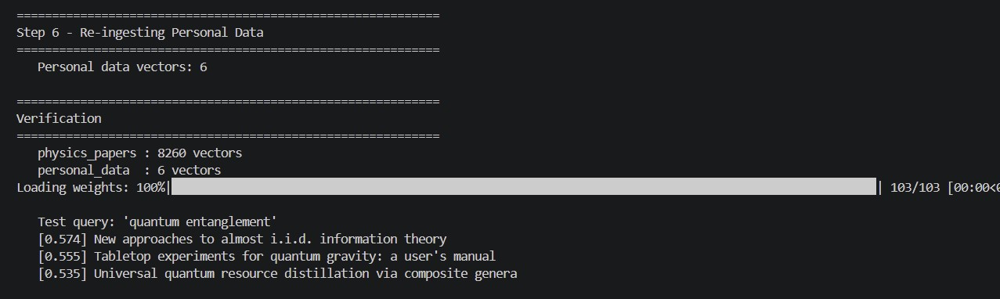 ============================================================
Step 6 - Re-ingesting Personal Data
============================================================
Personal data vectors: 6
============================================================
Verification
============================================================
physics_papers : 8260 vectors
personal_data  : 6 vectors
Loading weights: 100%|██████████| 103/103 [00:00<0
Test query: 'quantum entanglement'
[0.574] New approaches to almost i.i.d. information theory
[0.555] Tabletop experiments for quantum gravity: a user's manual
[0.535] Universal quantum resource distillation via composite genera